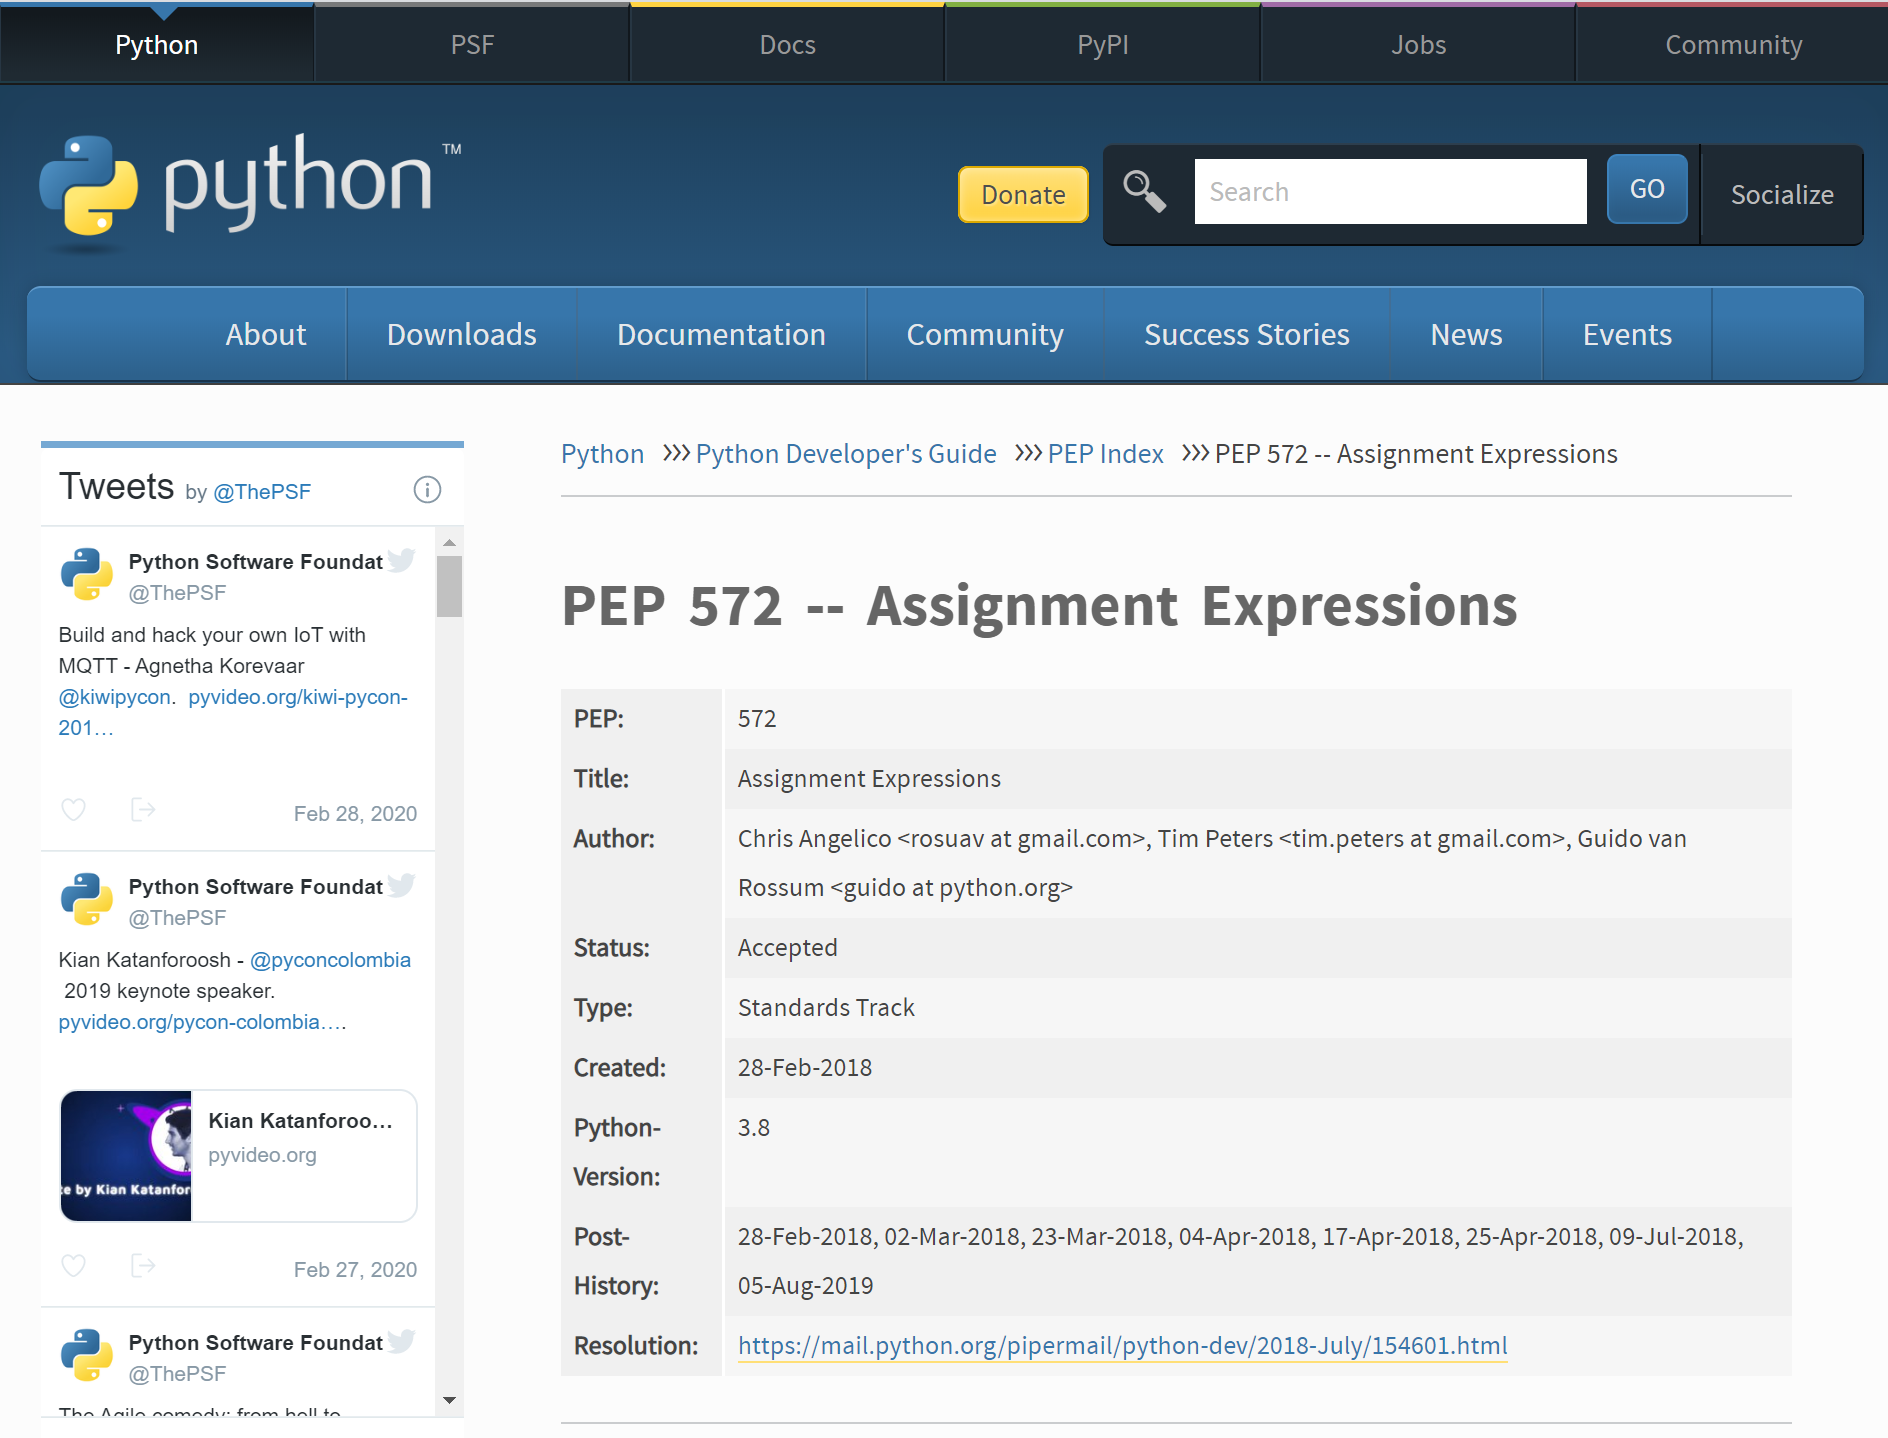 Python
PSF
Docs
PyPI
Jobs
Community
python™
Donate
Search
GO
Socialize
About
Downloads
Documentation
Community
Success Stories
News
Events
Tweets by @ThePSF
Python Software Foundat
@ThePSF
Build and hack your own IoT with
MQTT - Agnetha Korevaar
@kiwipycon. pyvideo.org/kiwi-pycon-
201…
Feb 28, 2020
Python Software Foundat
@ThePSF
Kian Katanforoosh - @pyconcolombia
2019 keynote speaker.
pyvideo.org/pycon-colombia….
Kian Katanforoo…
pyvideo.org
te by Kian Katanfor
Feb 27, 2020
Python Software Foundat
@ThePSF
The Agile comedy: from hell to
Python >>> Python Developer's Guide >>> PEP Index >>> PEP 572 -- Assignment Expressions
PEP 572 -- Assignment Expressions
PEP: 572
Title: Assignment Expressions
Author: Chris Angelico <rosuav at gmail.com>, Tim Peters <tim.peters at gmail.com>, Guido van
Rossum <guido at python.org>
Status: Accepted
Type: Standards Track
Created: 28-Feb-2018
Python- 3.8
Version:
Post- 28-Feb-2018, 02-Mar-2018, 23-Mar-2018, 04-Apr-2018, 17-Apr-2018, 25-Apr-2018, 09-Jul-2018,
History: 05-Aug-2019
Resolution: https://mail.python.org/pipermail/python-dev/2018-July/154601.html